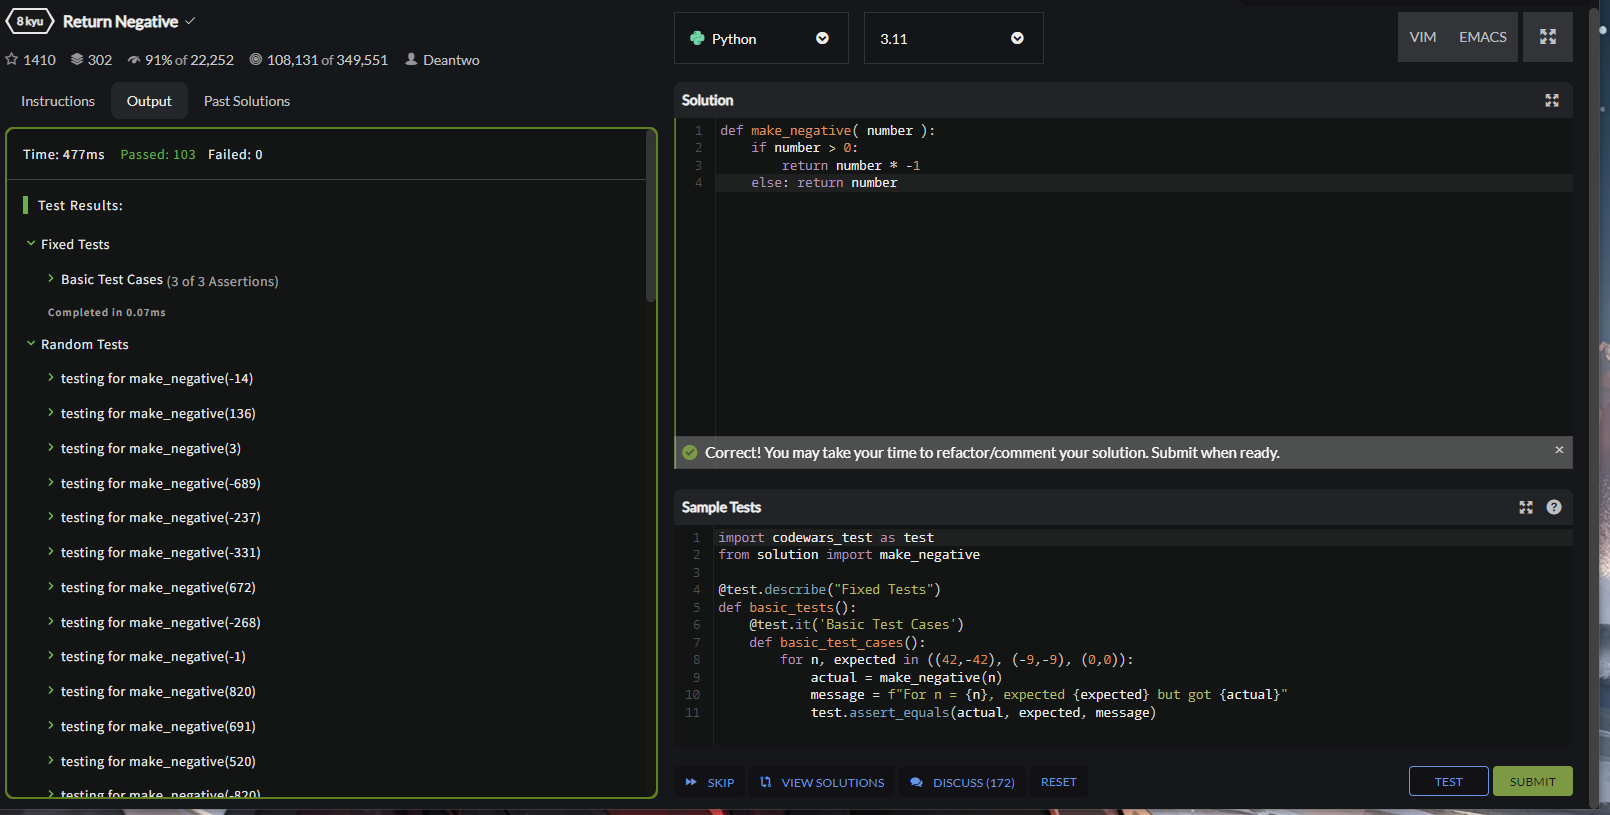 8 kyu Return Negative
1410 302 91% of 22,252 108,131 of 349,551 Deantwo
Instructions Output Past Solutions
Time: 477ms Passed: 103 Failed: 0
Test Results:
Fixed Tests
Basic Test Cases (3 of 3 Assertions)
Completed in 0.07ms
Random Tests
testing for make_negative(-14)
testing for make_negative(136)
testing for make_negative(3)
testing for make_negative(-689)
testing for make_negative(-237)
testing for make_negative(-331)
testing for make_negative(672)
testing for make_negative(-268)
testing for make_negative(-1)
testing for make_negative(820)
testing for make_negative(691)
testing for make_negative(520)
testing for make_negative(-820)
Python 3.11 VIM EMACS
Solution
1 def make_negative( number ):
2     if number > 0:
3         return number * -1
4     else: return number
Correct! You may take your time to refactor/comment your solution. Submit when ready.
Sample Tests
1 import codewars_test as test
2 from solution import make_negative
3
4 @test.describe("Fixed Tests")
5 def basic_tests():
6     @test.it('Basic Test Cases')
7     def basic_test_cases():
8         for n, expected in ((42,-42), (-9,-9), (0,0)):
9             actual = make_negative(n)
10             message = f"For n = {n}, expected {expected} but got {actual}"
11             test.assert_equals(actual, expected, message)
SKIP VIEW SOLUTIONS DISCUSS (172) RESET TEST SUBMIT